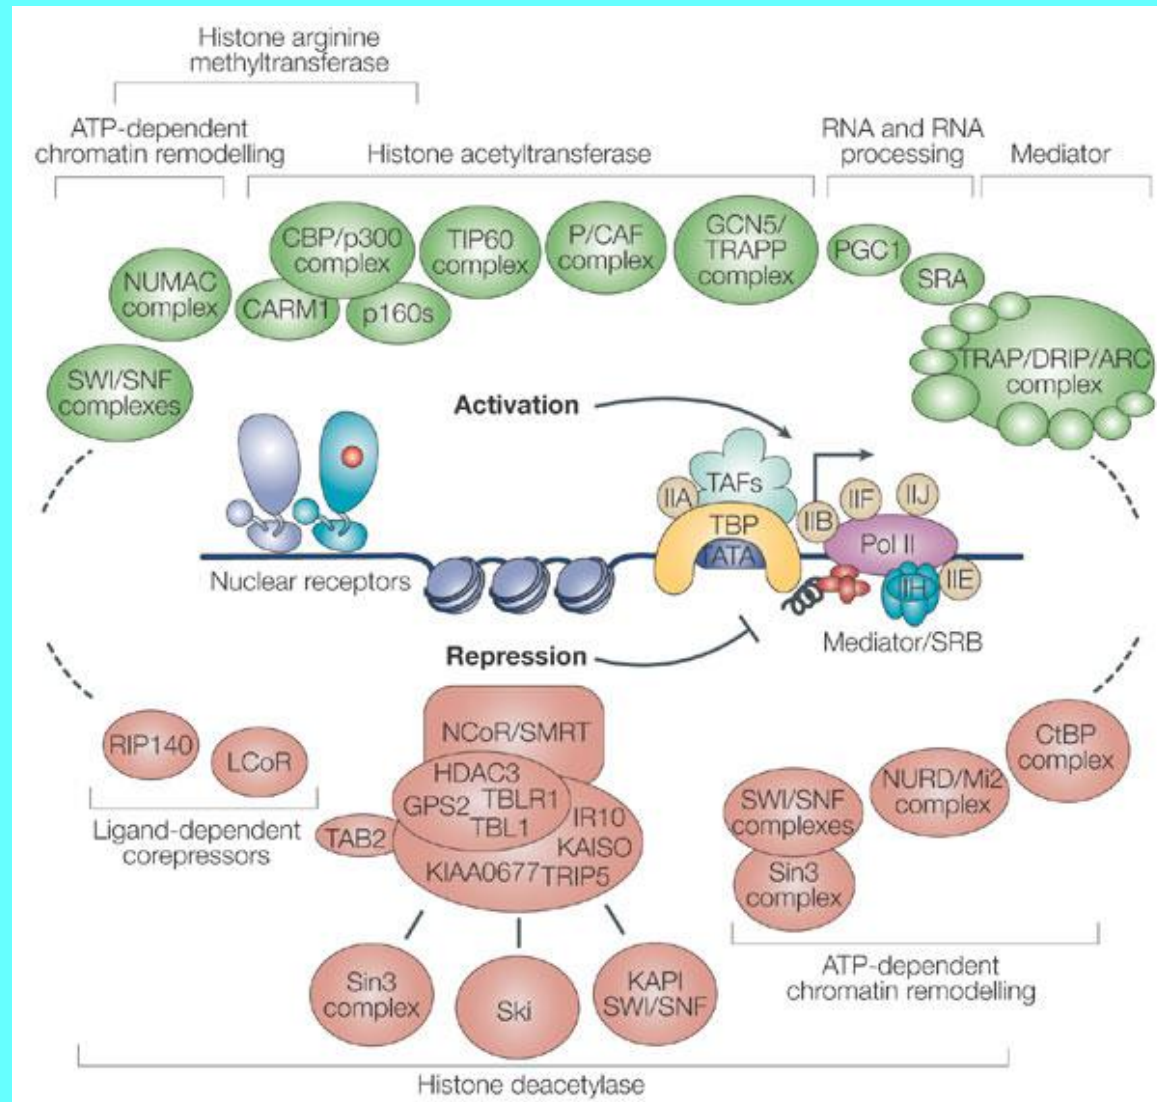 Histone arginine
methyltransferase
ATP-dependent
chromatin remodelling
Histone acetyltransferase
RNA and RNA
processing
Mediator
CBP/p300
complex
TIP60
complex
P/CAF
complex
GCN5/
TRAPP
complex
PGC1
SRA
NUMAC
complex
CARM1
p160s
SWI/SNF
complexes
TRAP/DRIP/ARC
complex
Activation
TAFs
IIA
TBP
TATA
IIB
IIF
IIJ
Pol II
IIH
IIE
Nuclear receptors
Mediator/SRB
Repression
RIP140
LCoR
Ligand-dependent
corepressors
NCoR/SMRT
HDAC3
GPS2
TBLR1
TBL1
IR10
KAISO
TAB2
KIAA0677
TRIP5
Sin3
complex
Ski
KAPI
SWI/SNF
SWI/SNF
complexes
Sin3
complex
NURD/Mi2
complex
CtBP
complex
ATP-dependent
chromatin remodelling
Histone deacetylase